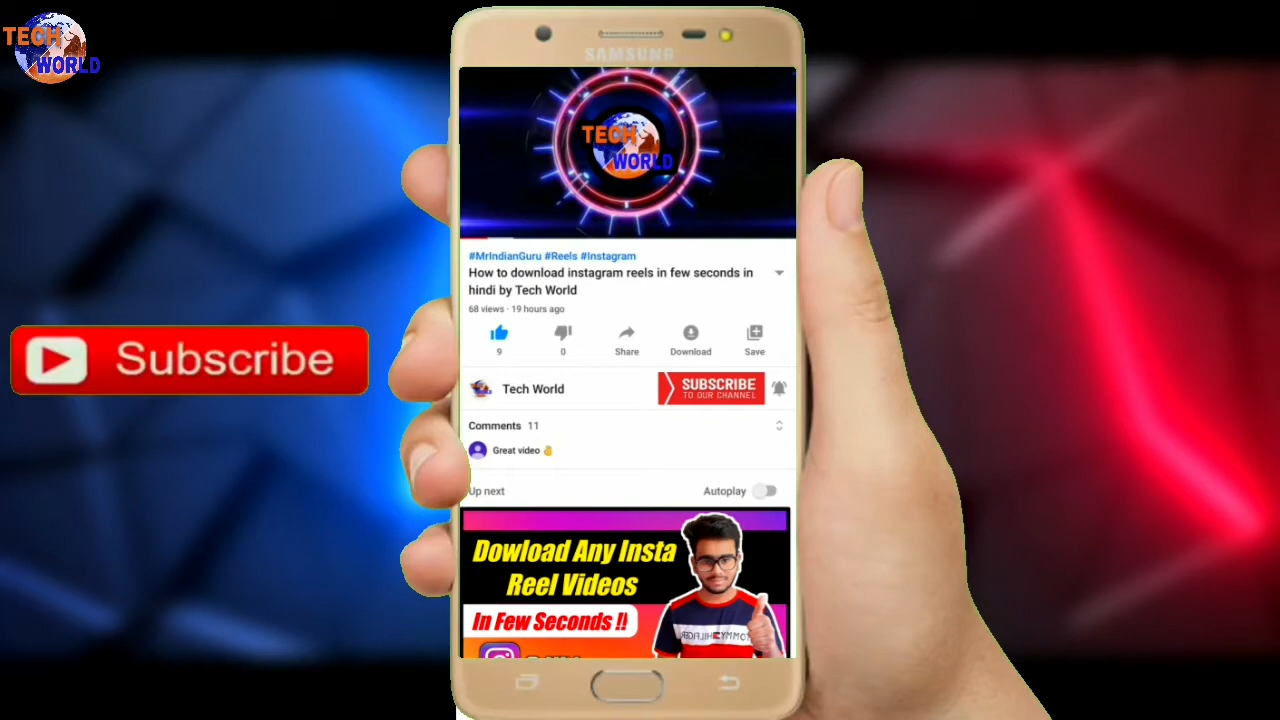 TECH
WORLD
SAMSUNG
TECH
WORLD
#MrIndianGuru #Reels #Instagram
How to download instagram reels in few seconds in
hindi by Tech World
68 views · 19 hours ago
9
0
Share
Download
Save
Subscribe
Tech World
SUBSCRIBE
TO OUR CHANNEL
Comments 11
Great video 🤚
Up next
Autoplay
Dowload Any Insta
Reel Videos
In Few Seconds !!